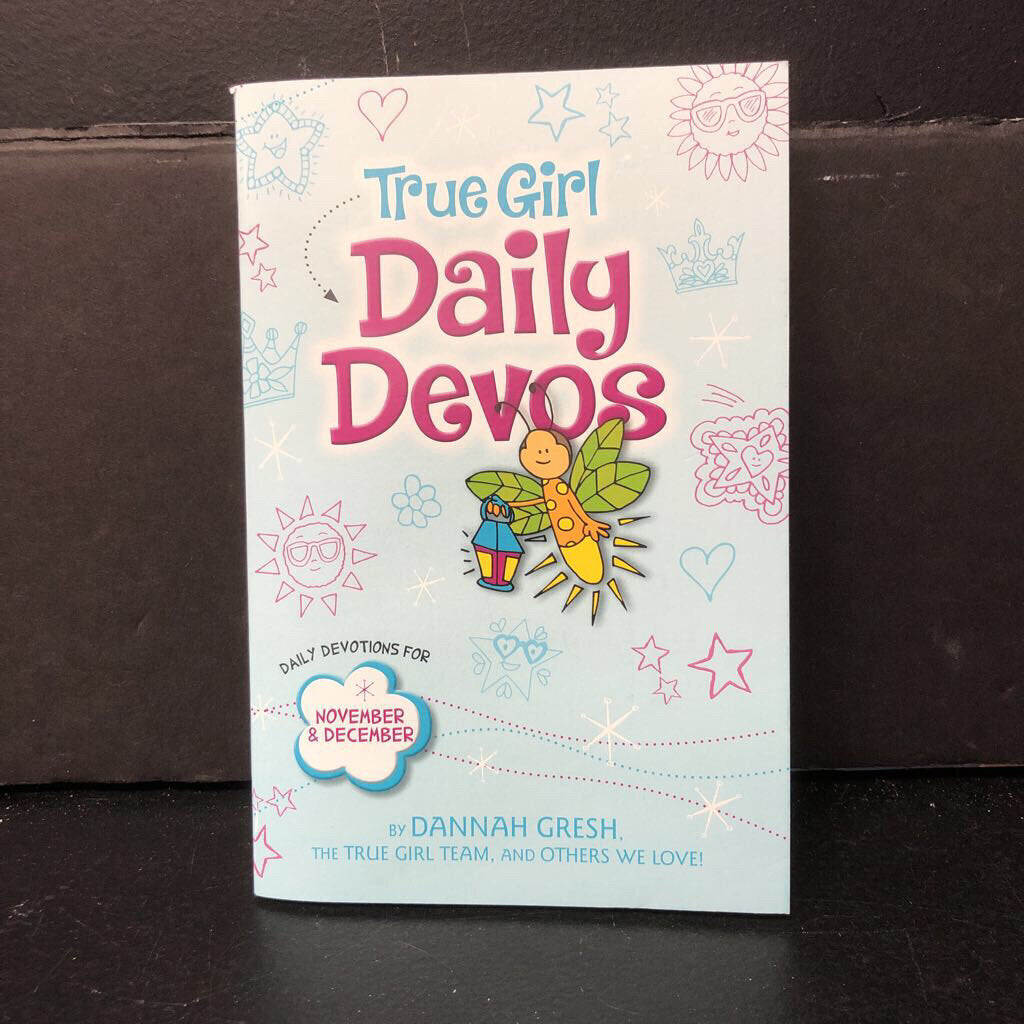 True Girl
Daily
Devos
DAILY DEVOTIONS FOR
NOVEMBER
& DECEMBER
BY DANNAH GRESH,
THE TRUE GIRL TEAM, AND OTHERS WE LOVE!